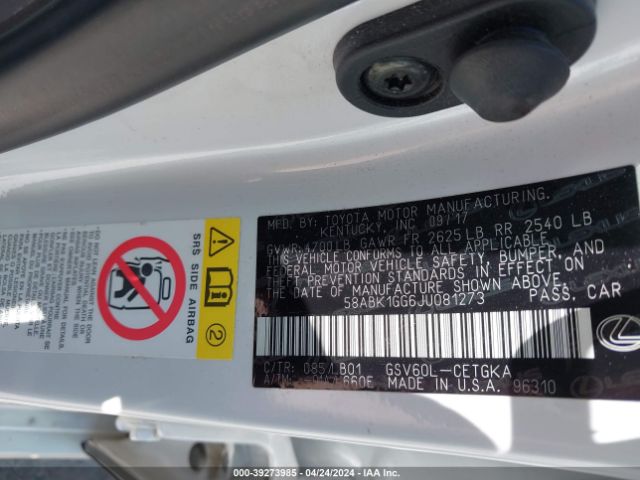 MFD. BY: TOYOTA MOTOR MANUFACTURING.
KENTUCKY, INC. 09/17
GVWR 4700LB GAWR FR 2625 LB RR 2540 LB
THIS VEHICLE CONFORMS TO ALL APPLICABLE
FEDERAL MOTOR VEHICLE SAFETY, BUMPER, AND
THEFT PREVENTION STANDARDS IN EFFECT ON
THE DATE OF MANUFACTURE SHOWN ABOVE.
58ABK1GG6JU081273 PASS. CAR
C/TR: 085/LB01 GSV60L-CETGKA
660E MADE IN U.S.A. 96310
SRS SIDE AIRBAG
2
000-39273985 - 04/24/2024 - IAA Inc.